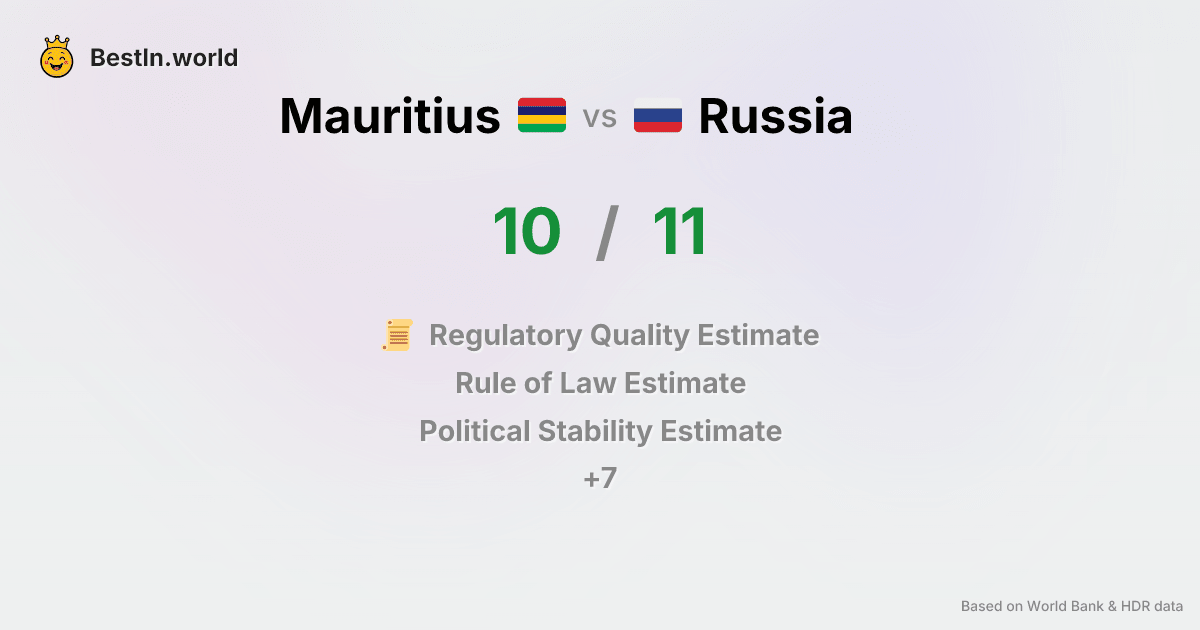 BestIn.world
Mauritius vs Russia
10 / 11
Regulatory Quality Estimate
Rule of Law Estimate
Political Stability Estimate
+7
Based on World Bank & HDR data